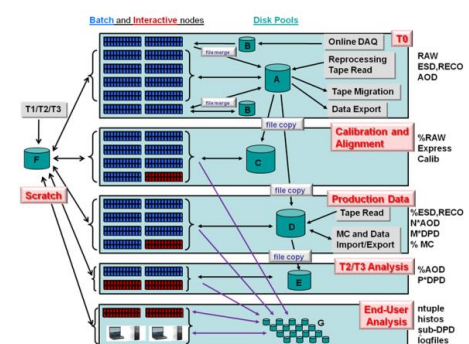 Batch and Interactive nodes
Disk Pools
T0
B
Online DAQ
file merge
Reprocessing
Tape Read
A
Tape Migration
file merge
B
Data Export
RAW
ESD,RECO
AOD
T1/T2/T3
F
Scratch
file copy
Calibration and
Alignment
C
%RAW
Express
Calib
file copy
Production Data
Tape Read
D
MC and Data
Import/Export
%ESD,RECO
N*AOD
M*DPD
% MC
file copy
T2/T3 Analysis
E
%AOD
P*DPD
End-User
Analysis
G
ntuple
histos
sub-DPD
logfiles